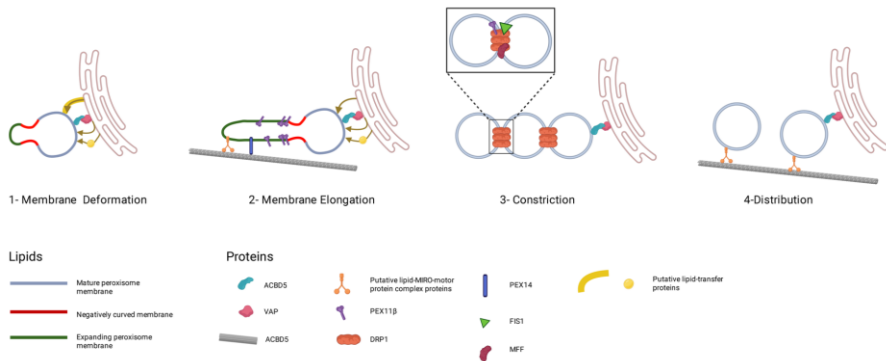 1- Membrane Deformation
2- Membrane Elongation
3- Constriction
4-Distribution
Lipids
Mature peroxisome
membrane
Negatively curved membrane
Expanding peroxisome
membrane
Proteins
ACBD5
VAP
ACBD5
Putative lipid-MIRO-motor
protein complex proteins
PEX11β
DRP1
PEX14
FIS1
MFF
Putative lipid-transfer
proteins